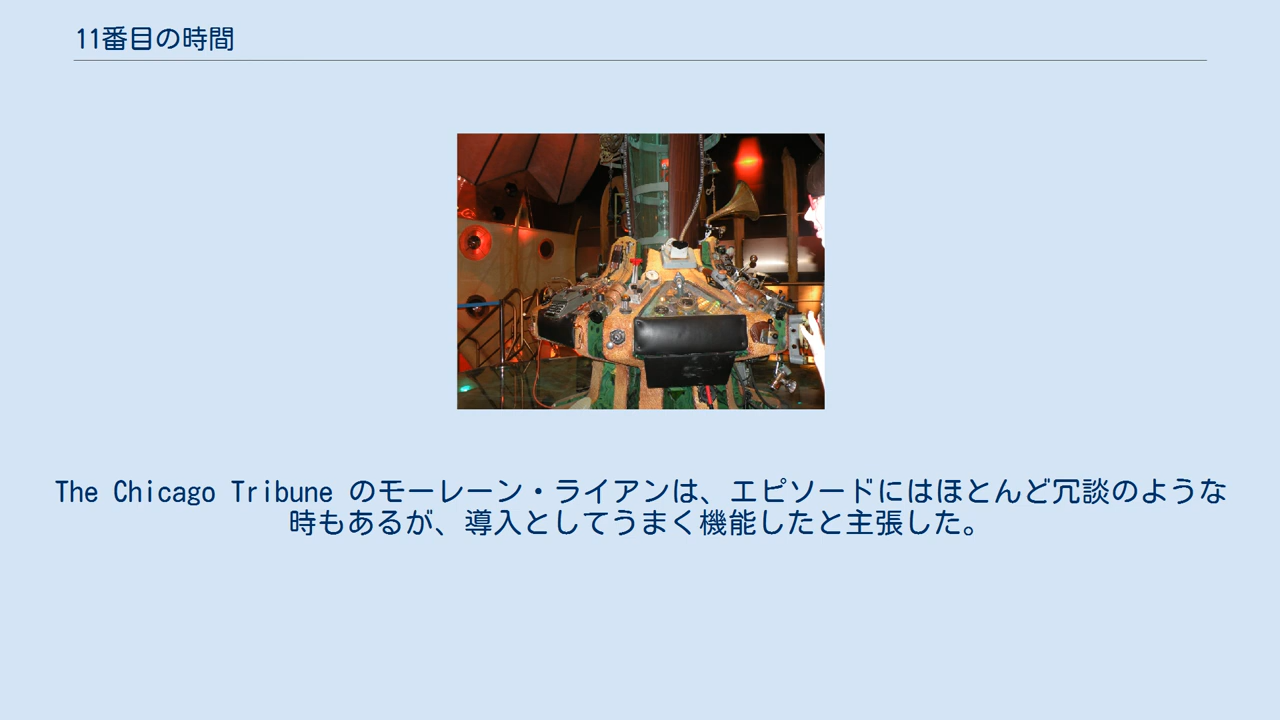 11番目の時間
The Chicago Tribune のモーレーン・ライアンは、エピソードにはほとんど冗談のような
時もあるが、導入としてうまく機能したと主張した。